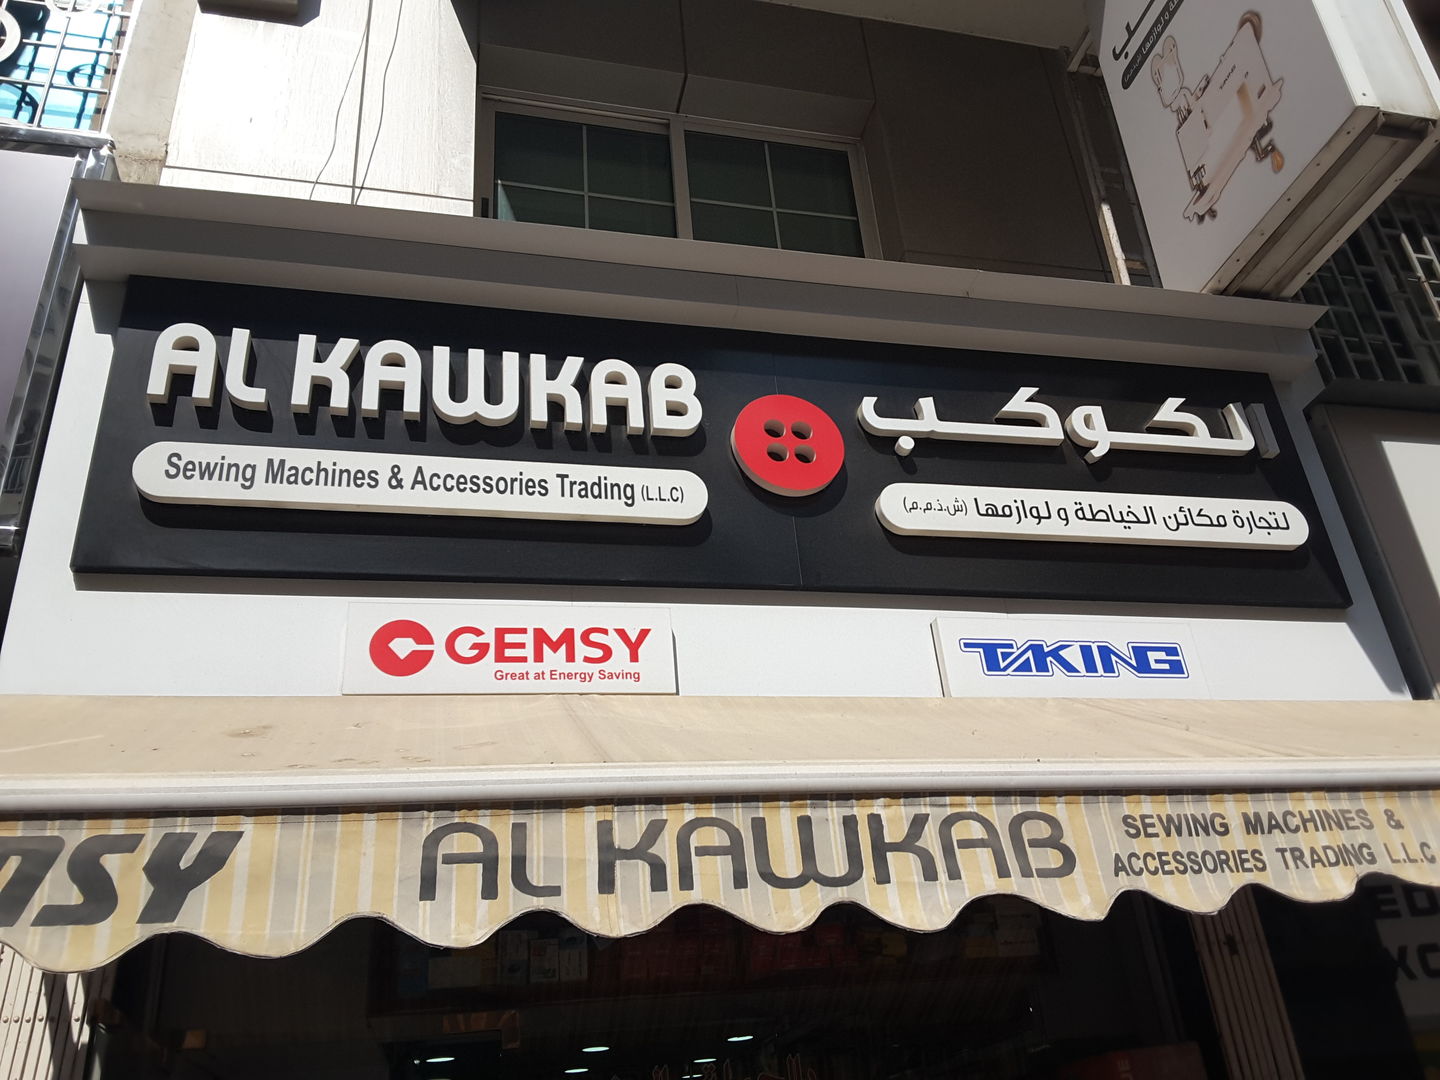 AL KAWKAB
الكوكب
Sewing Machines & Accessories Trading (L.L.C)
لتجارة مكائن الخياطة و لوازمها (ش.ذ.م.م)
GEMSY
Great at Energy Saving
TAKING
AL KAWKAB
SEWING MACHINES &
ACCESSORIES TRADING L.L.C